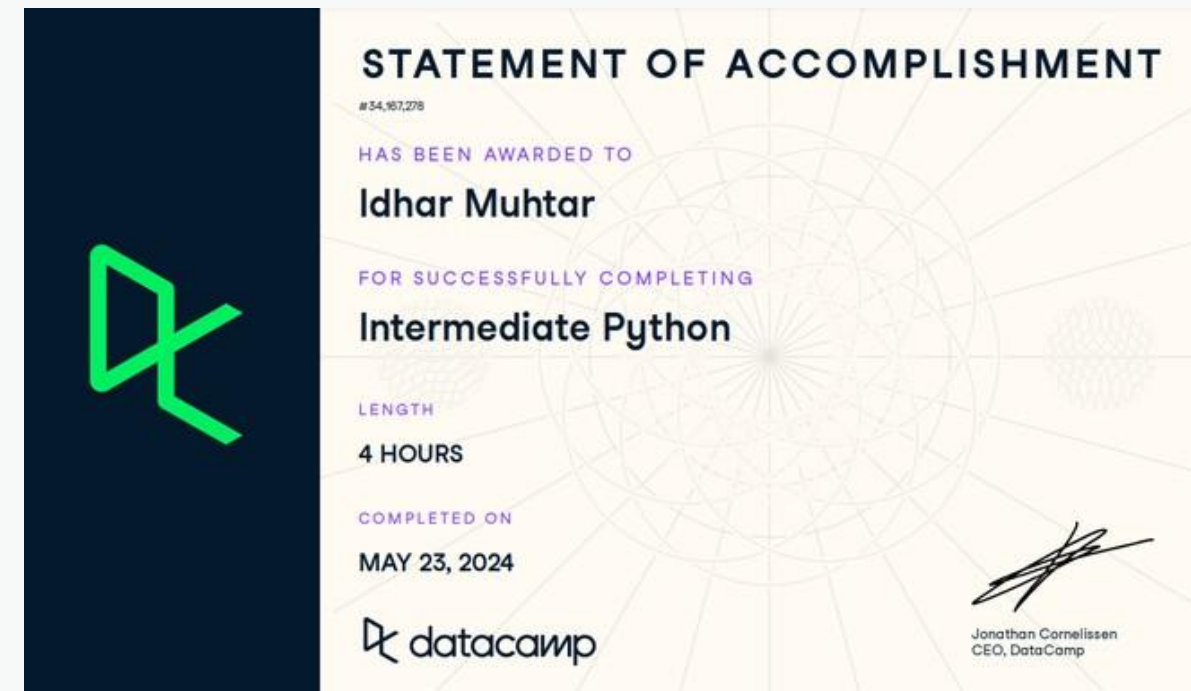 STATEMENT OF ACCOMPLISHMENT
#34,167,278
HAS BEEN AWARDED TO
Idhar Muhtar
FOR SUCCESSFULLY COMPLETING
Intermediate Python
LENGTH
4 HOURS
COMPLETED ON
MAY 23, 2024
datacamp
Jonathan Cornelissen
CEO, DataCamp